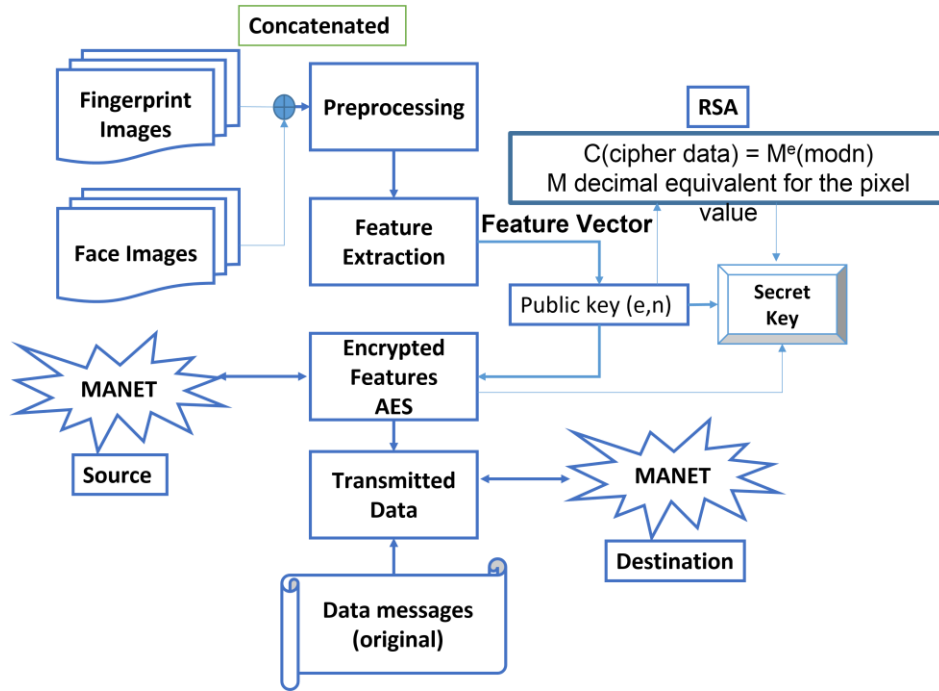 Concatenated
Fingerprint
Images
Preprocessing
RSA
C(cipher data) = Mᵉ(modn)
M decimal equivalent for the pixel
value
Face Images
Feature
Extraction
Feature Vector
Public key (e,n)
Secret
Key
MANET
Source
Encrypted
Features
AES
Transmitted
Data
MANET
Destination
Data messages
(original)